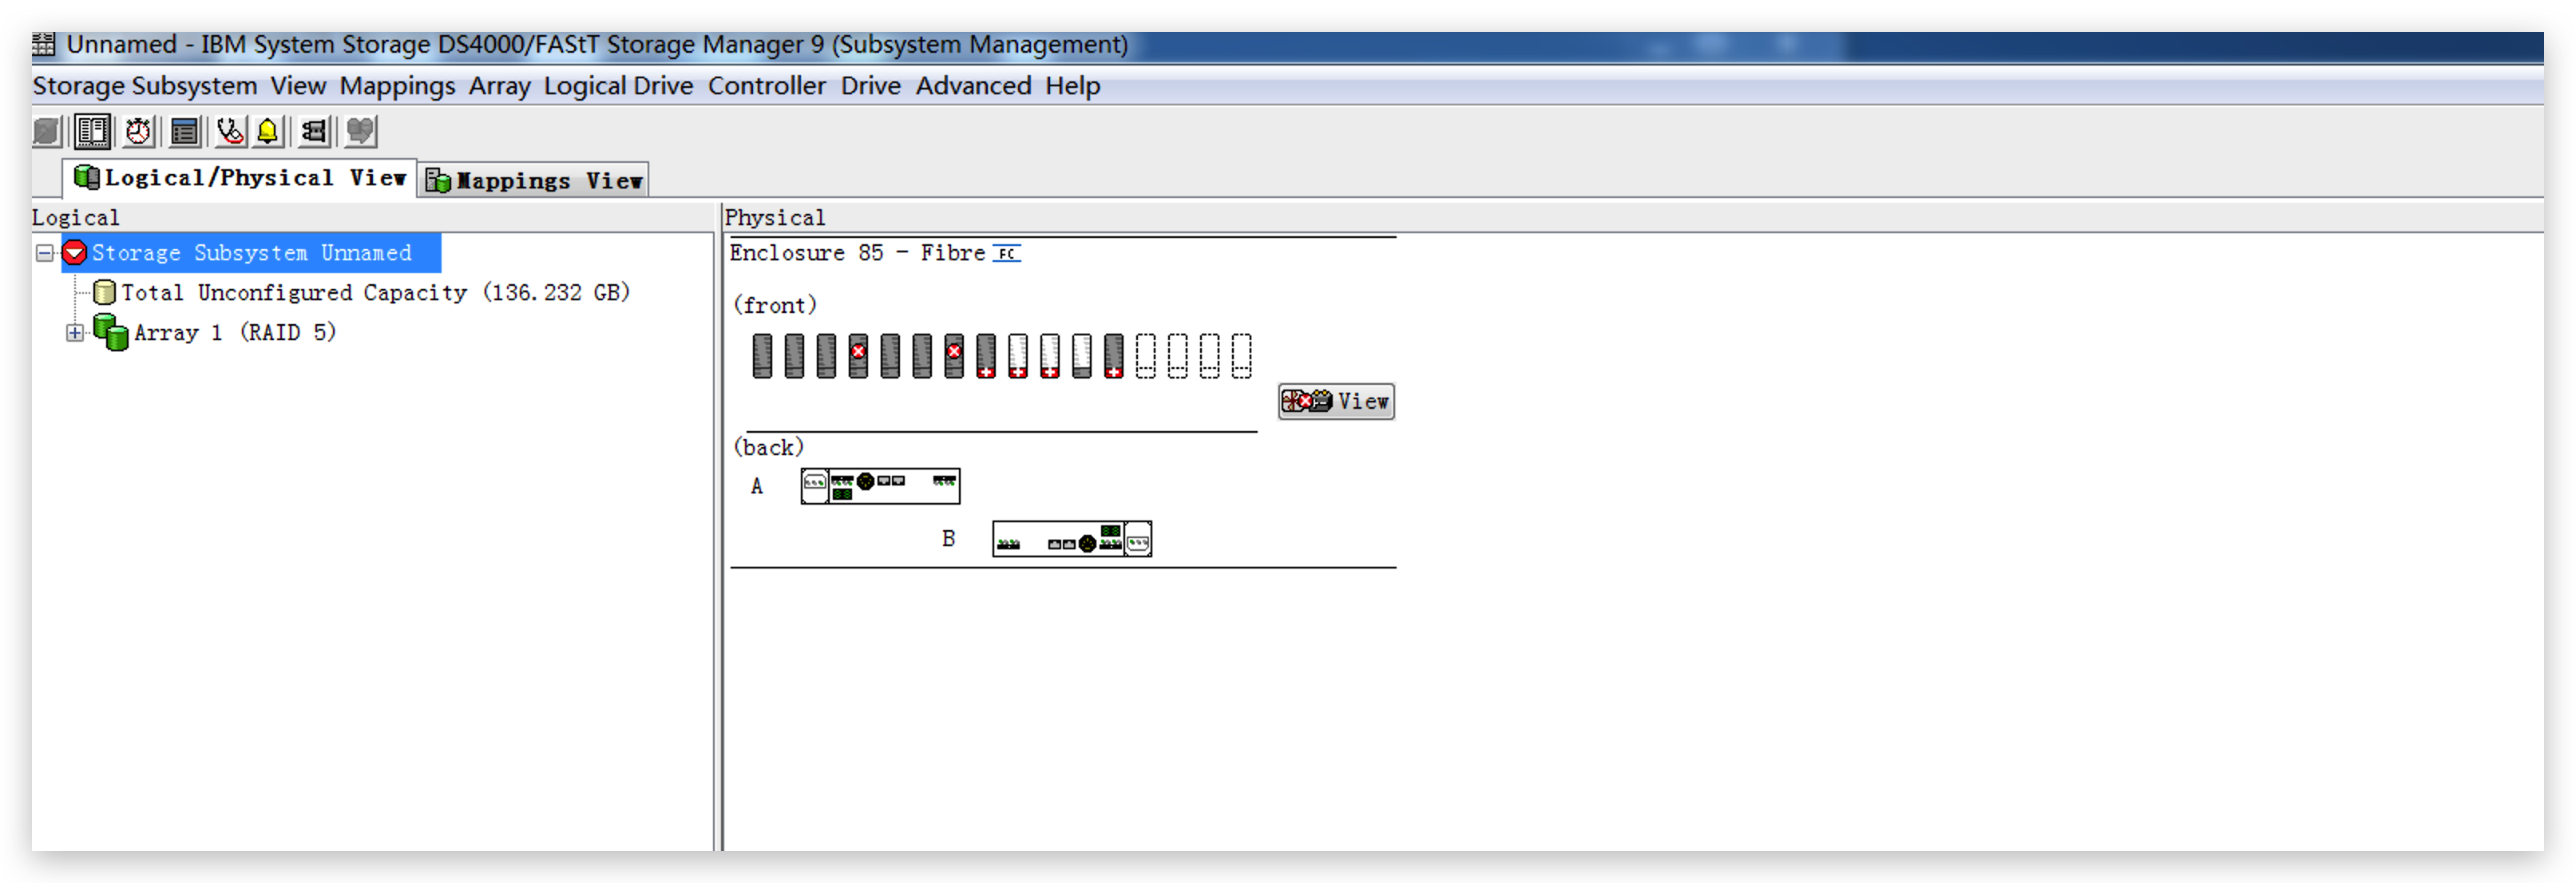 Unnamed - IBM System Storage DS4000/FAStT Storage Manager 9 (Subsystem Management)
Storage Subsystem View Mappings Array Logical Drive Controller Drive Advanced Help
Logical/Physical View Mappings View
Logical
Storage Subsystem Unnamed
Total Unconfigured Capacity (136.232 GB)
Array 1 (RAID 5)
Physical
Enclosure 85 - Fibre FC
(front)
View
(back)
A
B